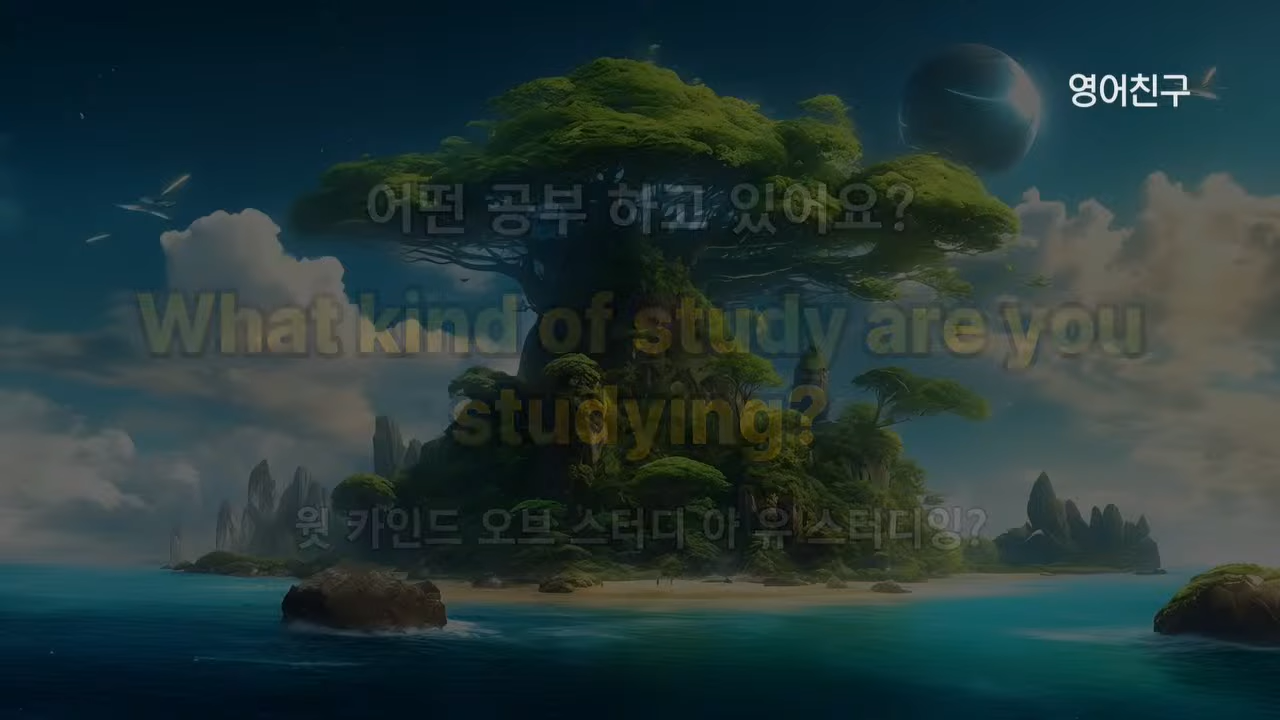 영어친구
어떤 공부 하고 있어요?
What kind of study are you
studying?
왓 카인드 오브 스터디 아 유 스터디잉?